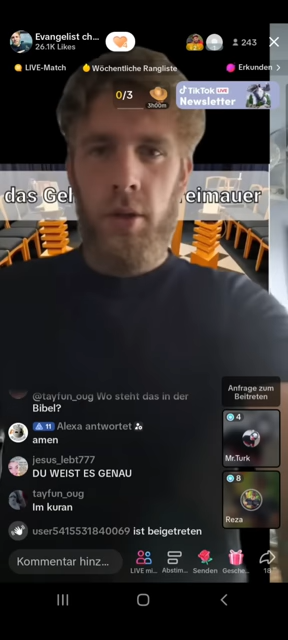 Evangelist ch...
26.1K Likes
243
LIVE-Match
Wöchentliche Rangliste
Erkunden
0/3
3h00m
TikTok LIVE
Newsletter
das Gel
eimauer
@tayfun_oug Wo steht das in der
Bibel?
11 Alexa antwortet
amen
jesus_lebt777
DU WEIST ES GENAU
tayfun_oug
Im kuran
user5415531840069 ist beigetreten
Anfrage zum
Beitreten
4
Mr.Turk
8
Reza
Kommentar hinz...
LIVE mi...
Abstim...
Senden
Gesche...
18